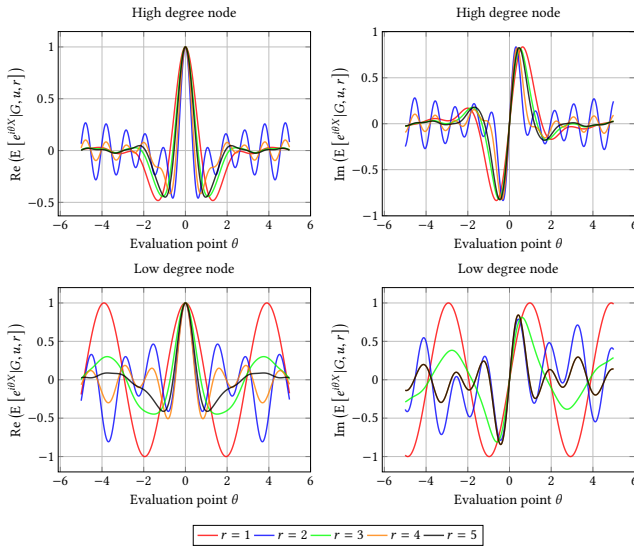 High degree node
High degree node
Re (E [e^{iθX} |G, u, r])
1
0.5
0
−0.5
−6 −4 −2 0 2 4 6
Evaluation point θ
Im (E [e^{iθX} |G, u, r])
1
0.5
0
−0.5
−1
−6 −4 −2 0 2 4 6
Evaluation point θ
Low degree node
Low degree node
Re (E [e^{iθX} |G, u, r])
1
0.5
0
−0.5
−1
−6 −4 −2 0 2 4 6
Evaluation point θ
Im (E [e^{iθX} |G, u, r])
1
0.5
0
−0.5
−1
−6 −4 −2 0 2 4 6
Evaluation point θ
r = 1 r = 2 r = 3 r = 4 r = 5